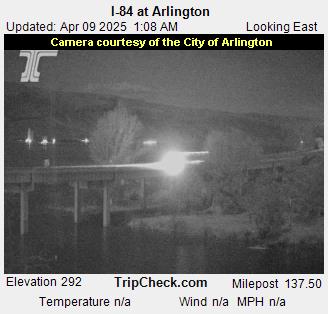 I-84 at Arlington
Updated: Apr 09 2025 1:08 AM Looking East
Camera courtesy of the City of Arlington
Elevation 292 TripCheck.com Milepost 137.50
Temperature n/a Wind n/a MPH n/a